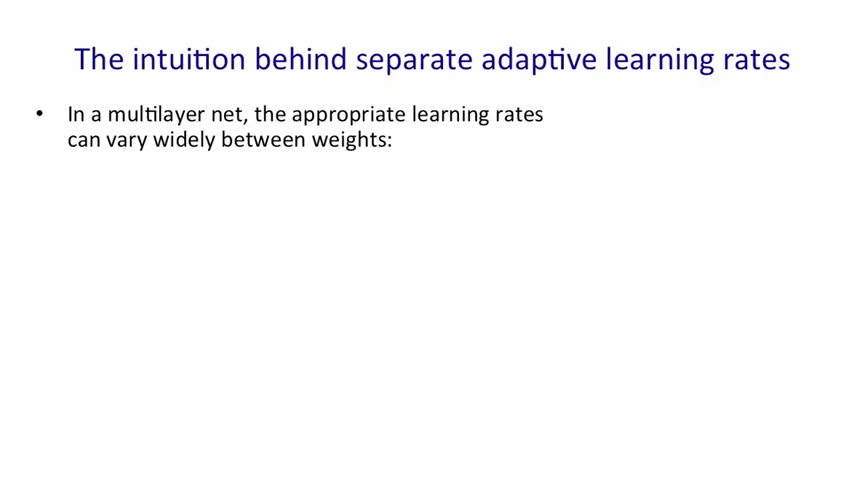 The intuition behind separate adaptive learning rates
• In a multilayer net, the appropriate learning rates
can vary widely between weights: